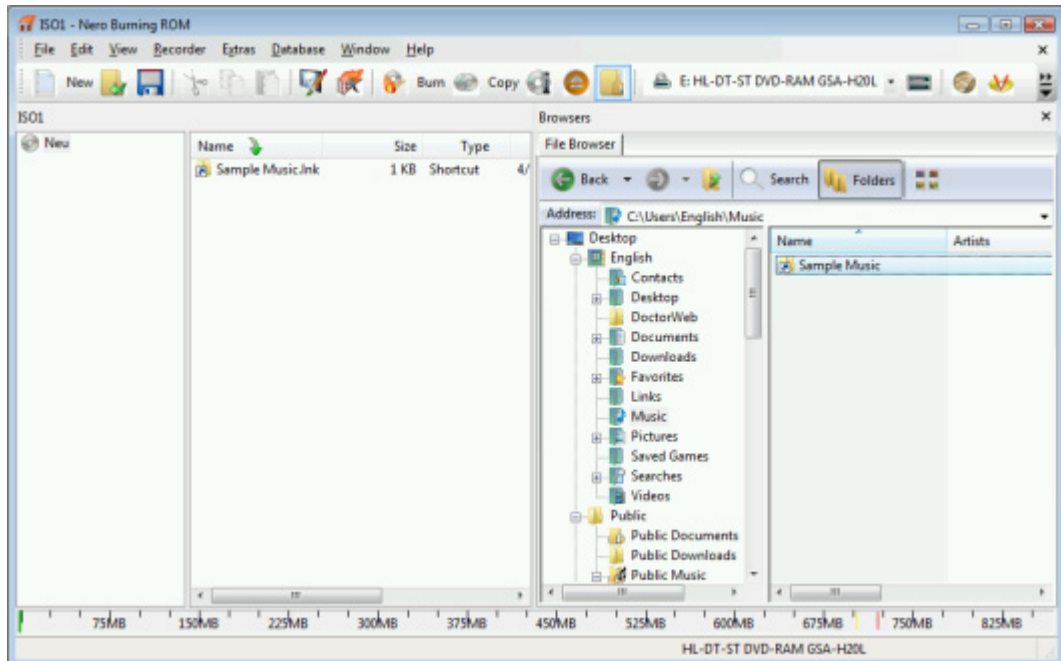 ISO1 - Nero Burning ROM
File Edit View Recorder Extras Database Window Help
New Burn Copy E: HL-DT-ST DVD-RAM GSA-H20L
ISO1
Browsers
Neu
Name Size Type
Sample Music.lnk 1 KB Shortcut 4/
File Browser
Back Search Folders
Address: C:\Users\English\Music
Desktop
English
Contacts
Desktop
DoctorWeb
Documents
Downloads
Favorites
Links
Music
Pictures
Saved Games
Searches
Videos
Public
Public Documents
Public Downloads
Public Music
Name Artists
Sample Music
75MB 150MB 225MB 300MB 375MB 450MB 525MB 600MB 675MB 750MB 825MB
HL-DT-ST DVD-RAM GSA-H20L